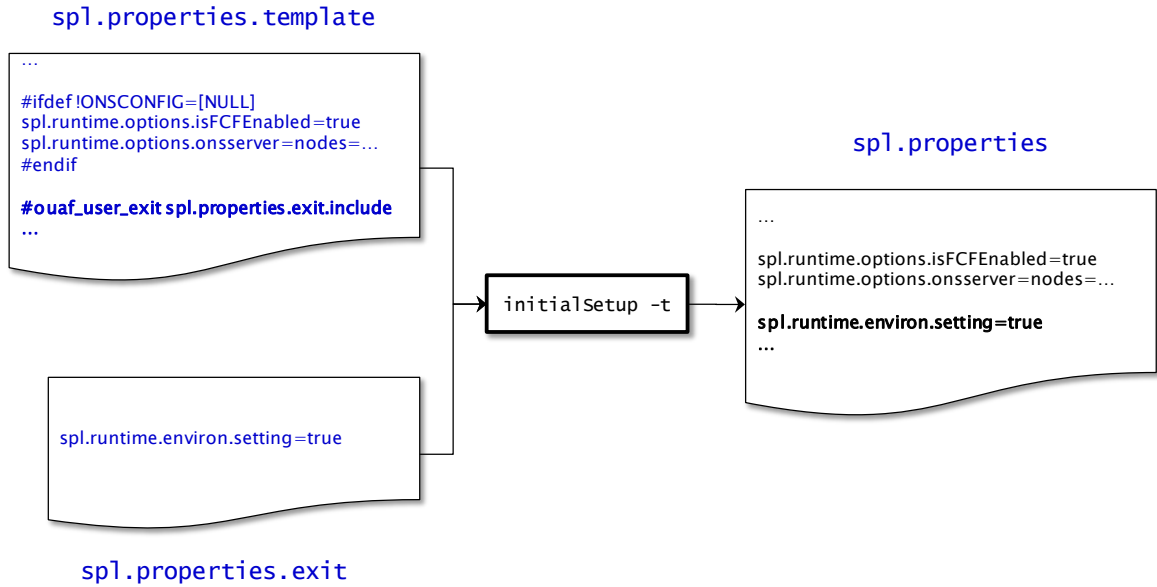 spl.properties.template
...
#ifdef !ONSCONFIG=[NULL]
spl.runtime.options.isFCFEnabled=true
spl.runtime.options.onsserver=nodes=...
#endif
#ouaf_user_exit spl.properties.exit.include
...
spl.runtime.environ.setting=true
spl.properties.exit
initialSetup -t
spl.properties
...
spl.runtime.options.isFCFEnabled=true
spl.runtime.options.onsserver=nodes=...
spl.runtime.environ.setting=true
...